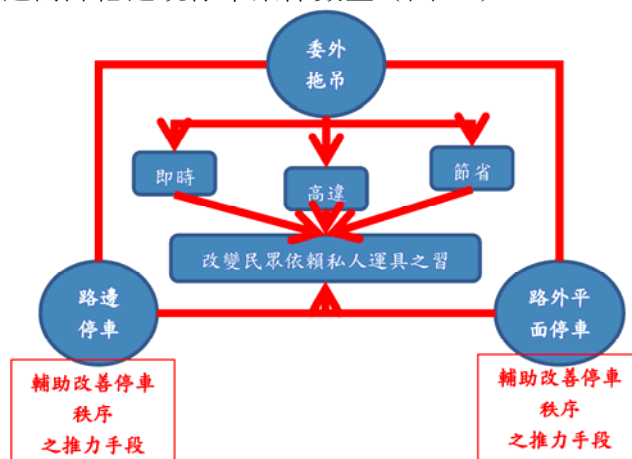 委外
拖吊
即時
高違
節省
改變民眾依賴私人運具之習
路邊
停車
路外平
面停車
輔助改善停車
秩序
之推力手段
輔助改善停車
秩序
之推力手段